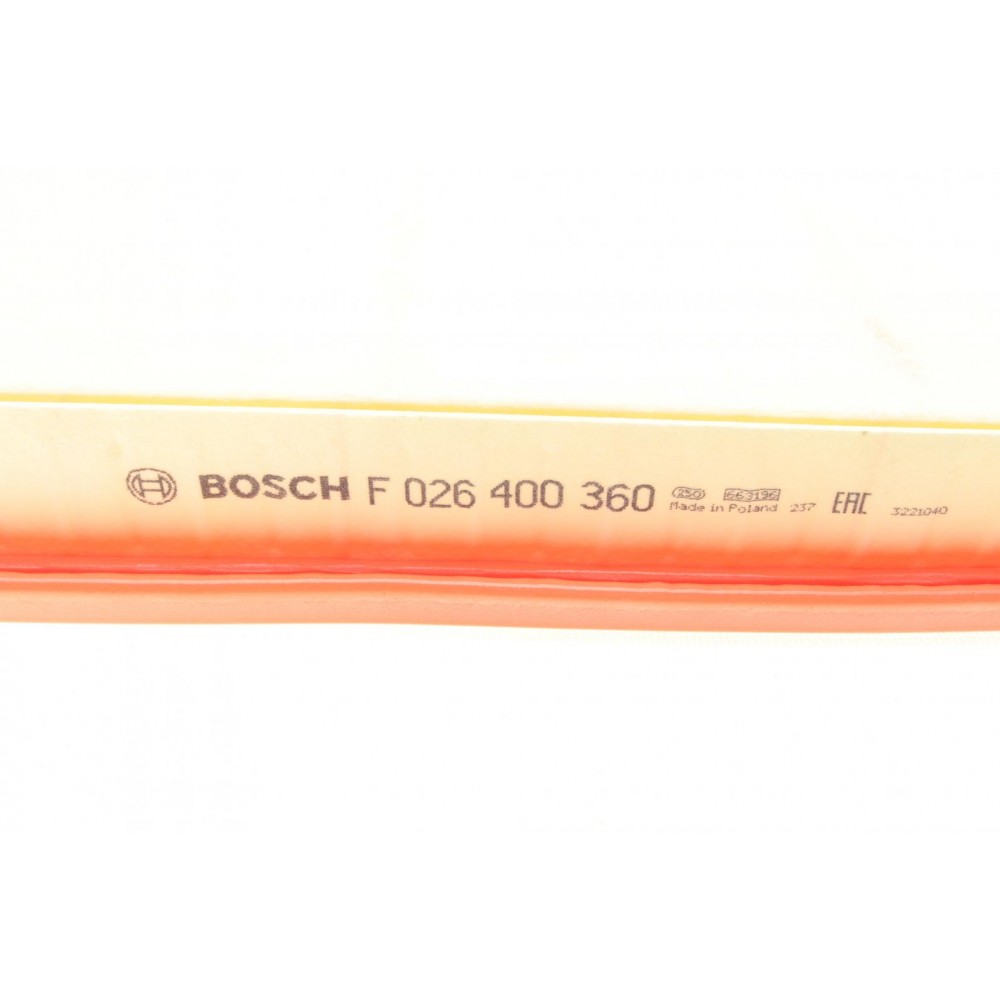 BOSCH F 026 400 360 250 663196
Made in Poland 237 EAC 3221040